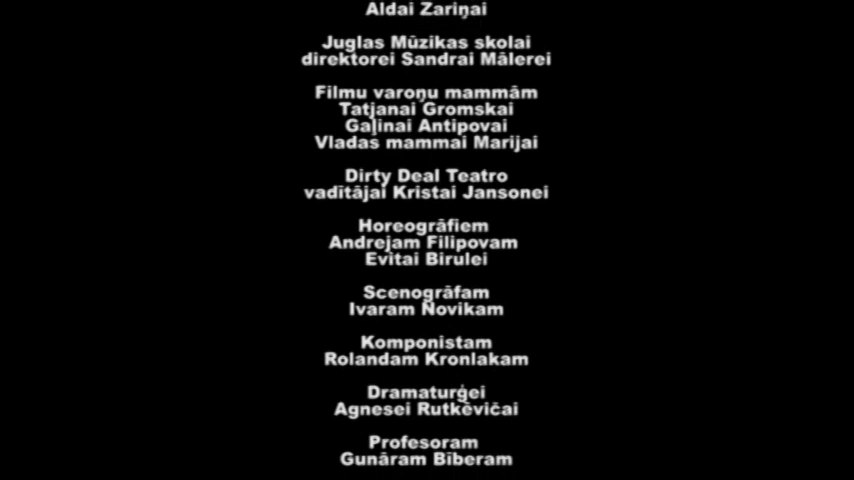 Aldai Zariņai
Juglas Mūzikas skolai
direktorei Sandrai Mālerei
Filmu varoņu mammām
Tatjanai Gromskai
Gaļinai Antipovai
Vladas mammai Marijai
Dirty Deal Teatro
vadītājai Kristai Jansonei
Horeogrāfiem
Andrejam Filipovam
Evitai Birulei
Scenogrāfam
Ivaram Novikam
Komponistam
Rolandam Kronlakam
Dramaturģei
Agnesei Rutkēvičai
Profesoram
Gunāram Bīberam